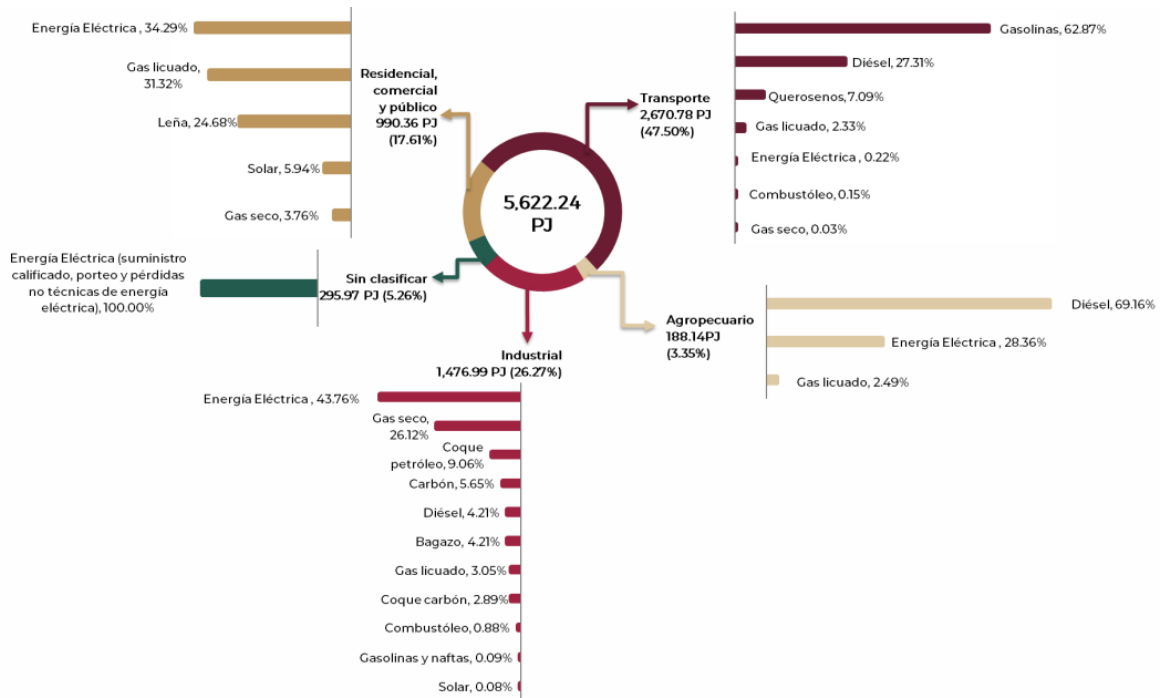 Energía Eléctrica , 34.29%
Gas licuado,
31.32%
Leña, 24.68%
Solar, 5.94%
Gas seco, 3.76%
Residencial,
comercial
y público
990.36 PJ
(17.61%)
Transporte
2,670.78 PJ
(47.50%)
Gasolinas, 62.87%
Diésel, 27.31%
Querosenos, 7.09%
Gas licuado, 2.33%
Energía Eléctrica , 0.22%
Combustóleo, 0.15%
Gas seco, 0.03%
5,622.24
PJ
Energía Eléctrica (suministro
calificado, porteo y pérdidas
no técnicas de energía
eléctrica), 100.00%
Sin clasificar
295.97 PJ (5.26%)
Agropecuario
188.14PJ
(3.35%)
Diésel, 69.16%
Energía Eléctrica , 28.36%
Gas licuado, 2.49%
Industrial
1,476.99 PJ (26.27%)
Energía Eléctrica , 43.76%
Gas seco,
26.12%
Coque
petróleo, 9.06%
Carbón, 5.65%
Diésel, 4.21%
Bagazo, 4.21%
Gas licuado, 3.05%
Coque carbón, 2.89%
Combustóleo, 0.88%
Gasolinas y naftas, 0.09%
Solar, 0.08%